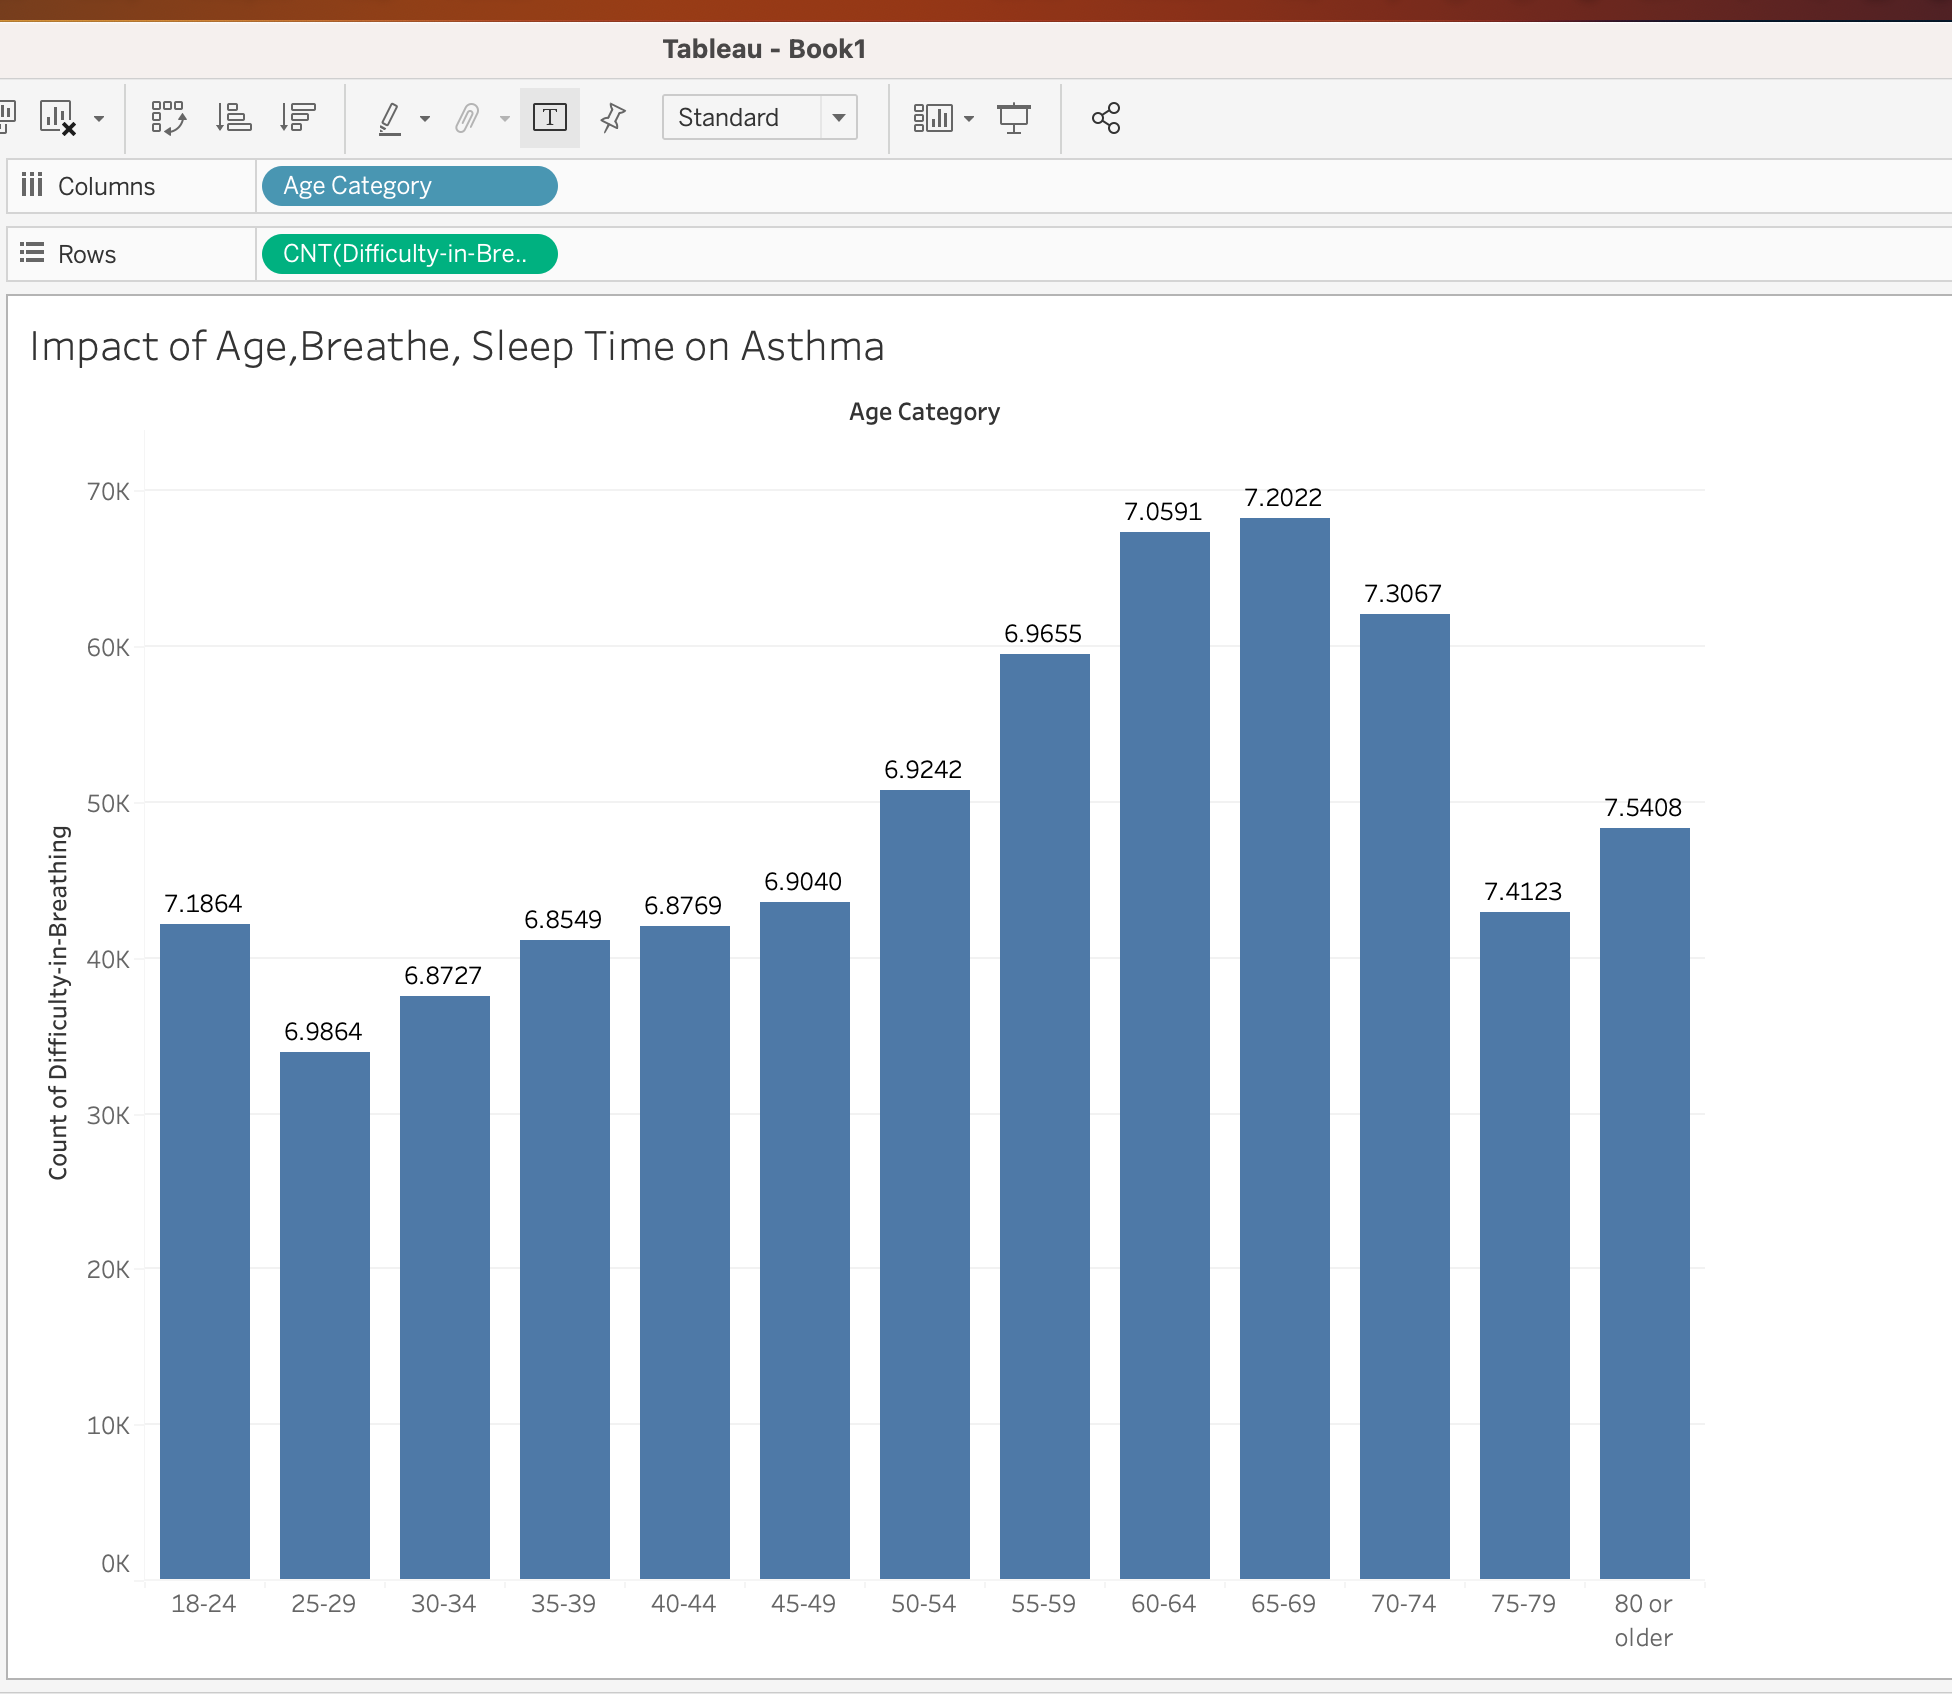 Tableau - Book1
T
Standard
Columns
Age Category
Rows
CNT(Difficulty-in-Bre..
Impact of Age,Breathe, Sleep Time on Asthma
Age Category
Count of Difficulty-in-Breathing
70K
60K
50K
40K
30K
20K
10K
0K
7.1864
6.9864
6.8727
6.8549
6.8769
6.9040
6.9242
6.9655
7.0591
7.2022
7.3067
7.4123
7.5408
18-24
25-29
30-34
35-39
40-44
45-49
50-54
55-59
60-64
65-69
70-74
75-79
80 or
older